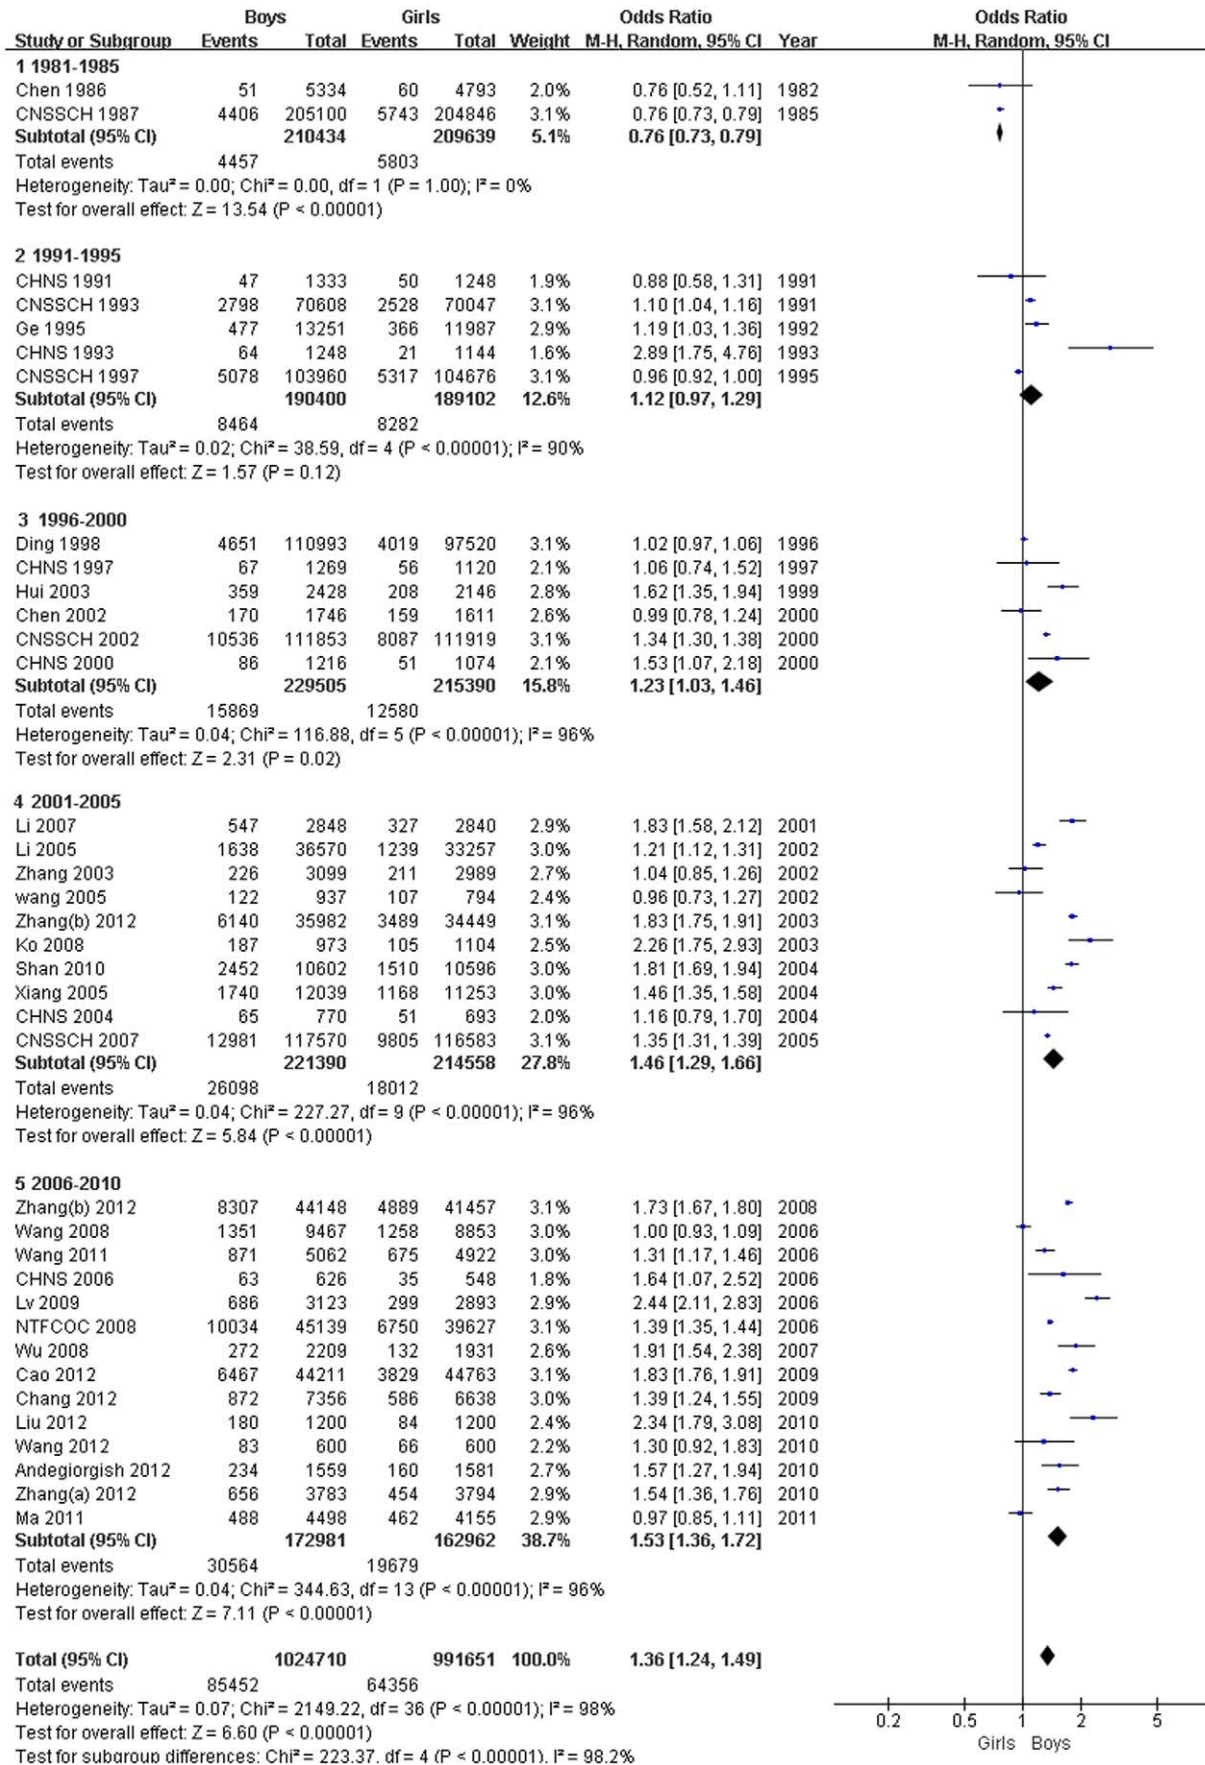 Boys Girls Odds Ratio Odds Ratio
Study or Subgroup Events Total Events Total Weight M-H, Random, 95% CI Year M-H, Random, 95% CI
1 1981-1985
Chen 1986 51 5334 60 4793 2.0% 0.76 [0.52, 1.11] 1982
CNSSCH 1987 4406 205100 5743 204846 3.1% 0.76 [0.73, 0.79] 1985
Subtotal (95% CI) 210434 209639 5.1% 0.76 [0.73, 0.79]
Total events 4457 5803
Heterogeneity: Tau² = 0.00; Chi² = 0.00, df = 1 (P = 1.00); I² = 0%
Test for overall effect: Z = 13.54 (P < 0.00001)
2 1991-1995
CHNS 1991 47 1333 50 1248 1.9% 0.88 [0.58, 1.31] 1991
CNSSCH 1993 2798 70608 2528 70047 3.1% 1.10 [1.04, 1.16] 1991
Ge 1995 477 13251 366 11987 2.9% 1.19 [1.03, 1.36] 1992
CHNS 1993 64 1248 21 1144 1.6% 2.89 [1.75, 4.76] 1993
CNSSCH 1997 5078 103960 5317 104676 3.1% 0.96 [0.92, 1.00] 1995
Subtotal (95% CI) 190400 189102 12.6% 1.12 [0.97, 1.29]
Total events 8464 8282
Heterogeneity: Tau² = 0.02; Chi² = 38.59, df = 4 (P < 0.00001); I² = 90%
Test for overall effect: Z = 1.57 (P = 0.12)
3 1996-2000
Ding 1998 4651 110993 4019 97520 3.1% 1.02 [0.97, 1.06] 1996
CHNS 1997 67 1269 56 1120 2.1% 1.06 [0.74, 1.52] 1997
Hui 2003 359 2428 208 2146 2.8% 1.62 [1.35, 1.94] 1999
Chen 2002 170 1746 159 1611 2.6% 0.99 [0.78, 1.24] 2000
CNSSCH 2002 10536 111853 8087 111919 3.1% 1.34 [1.30, 1.38] 2000
CHNS 2000 86 1216 51 1074 2.1% 1.53 [1.07, 2.18] 2000
Subtotal (95% CI) 229505 215390 15.8% 1.23 [1.03, 1.46]
Total events 15869 12580
Heterogeneity: Tau² = 0.04; Chi² = 116.88, df = 5 (P < 0.00001); I² = 96%
Test for overall effect: Z = 2.31 (P = 0.02)
4 2001-2005
Li 2007 547 2848 327 2840 2.9% 1.83 [1.58, 2.12] 2001
Li 2005 1638 36570 1239 33257 3.0% 1.21 [1.12, 1.31] 2002
Zhang 2003 226 3099 211 2989 2.7% 1.04 [0.85, 1.26] 2002
wang 2005 122 937 107 794 2.4% 0.96 [0.73, 1.27] 2002
Zhang(b) 2012 6140 35982 3489 34449 3.1% 1.83 [1.75, 1.91] 2003
Ko 2008 187 973 105 1104 2.5% 2.26 [1.75, 2.93] 2003
Shan 2010 2452 10602 1510 10596 3.0% 1.81 [1.69, 1.94] 2004
Xiang 2005 1740 12039 1168 11253 3.0% 1.46 [1.35, 1.58] 2004
CHNS 2004 65 770 51 693 2.0% 1.16 [0.79, 1.70] 2004
CNSSCH 2007 12981 117570 9805 116583 3.1% 1.35 [1.31, 1.39] 2005
Subtotal (95% CI) 221390 214558 27.8% 1.46 [1.29, 1.66]
Total events 26098 18012
Heterogeneity: Tau² = 0.04; Chi² = 227.27, df = 9 (P < 0.00001); I² = 96%
Test for overall effect: Z = 5.84 (P < 0.00001)
5 2006-2010
Zhang(b) 2012 8307 44148 4889 41457 3.1% 1.73 [1.67, 1.80] 2008
Wang 2008 1351 9467 1258 8853 3.0% 1.00 [0.93, 1.09] 2006
Wang 2011 871 5062 675 4922 3.0% 1.31 [1.17, 1.46] 2006
CHNS 2006 63 626 35 548 1.8% 1.64 [1.07, 2.52] 2006
Lv 2009 686 3123 299 2893 2.9% 2.44 [2.11, 2.83] 2006
NTFCOC 2008 10034 45139 6750 39627 3.1% 1.39 [1.35, 1.44] 2006
Wu 2008 272 2209 132 1931 2.6% 1.91 [1.54, 2.38] 2007
Cao 2012 6467 44211 3829 44763 3.1% 1.83 [1.76, 1.91] 2009
Chang 2012 872 7356 586 6638 3.0% 1.39 [1.24, 1.55] 2009
Liu 2012 180 1200 84 1200 2.4% 2.34 [1.79, 3.08] 2010
Wang 2012 83 600 66 600 2.2% 1.30 [0.92, 1.83] 2010
Andegiorgish 2012 234 1559 160 1581 2.7% 1.57 [1.27, 1.94] 2010
Zhang(a) 2012 656 3783 454 3794 2.9% 1.54 [1.36, 1.76] 2010
Ma 2011 488 4498 462 4155 2.9% 0.97 [0.85, 1.11] 2011
Subtotal (95% CI) 172981 162962 38.7% 1.53 [1.36, 1.72]
Total events 30564 19679
Heterogeneity: Tau² = 0.04; Chi² = 344.63, df = 13 (P < 0.00001); I² = 96%
Test for overall effect: Z = 7.11 (P < 0.00001)
Total (95% CI) 1024710 991651 100.0% 1.36 [1.24, 1.49]
Total events 85452 64356
Heterogeneity: Tau² = 0.07; Chi² = 2149.22, df = 36 (P < 0.00001); I² = 98%
Test for overall effect: Z = 6.60 (P < 0.00001)
Test for subgroup differences: Chi² = 223.37, df = 4 (P < 0.00001), I² = 98.2%
0.2 0.5 1 2 5
Girls Boys